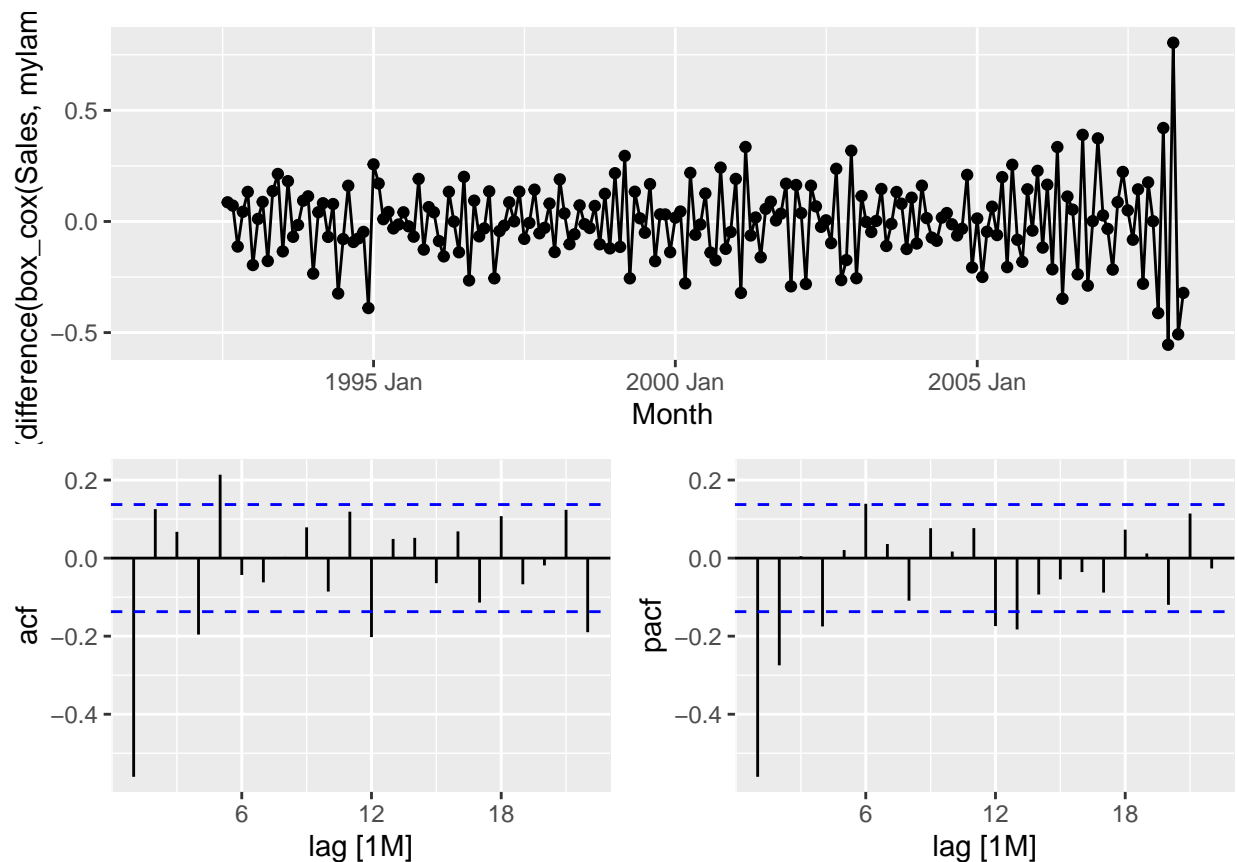 (difference(box_cox(Sales, mylam
0.5
0.0
−0.5
1995 Jan
2000 Jan
2005 Jan
Month
acf
0.2
0.0
−0.2
−0.4
6
12
18
lag [1M]
pacf
0.2
0.0
−0.2
−0.4
6
12
18
lag [1M]